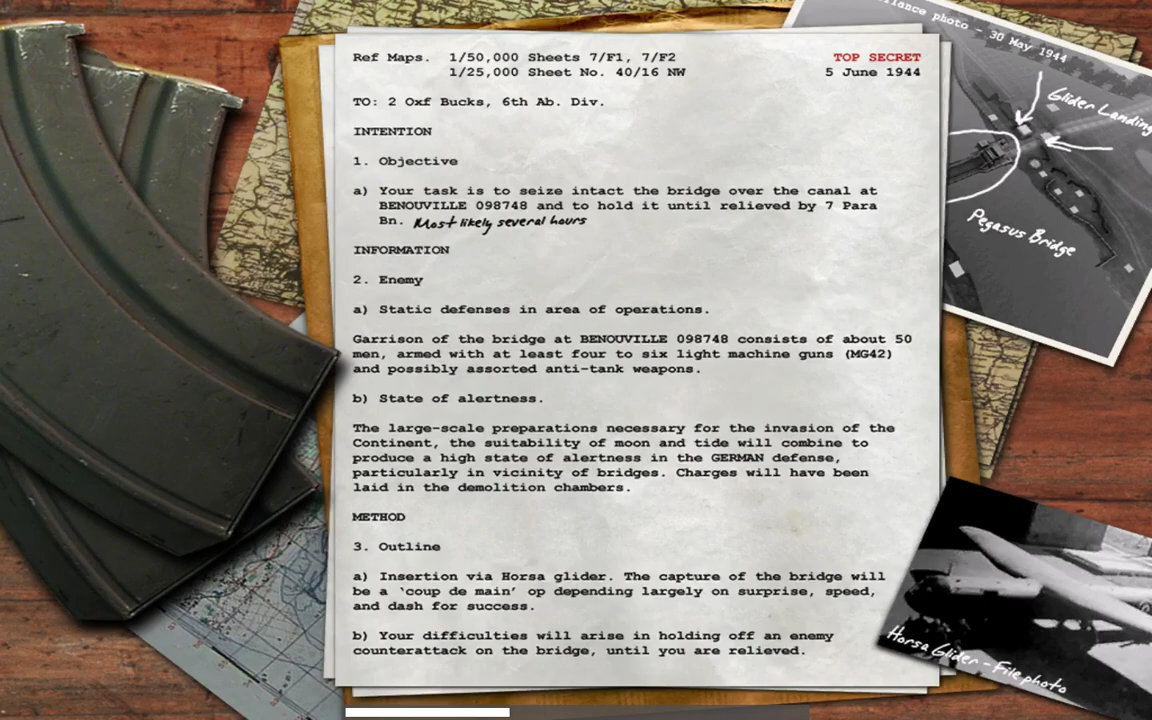 Ref Maps. 1/50,000 Sheets 7/F1, 7/F2
TOP SECRET
1/25,000 Sheet No. 40/16 NW
5 June 1944
TO: 2 Oxf Bucks, 6th Ab. Div.
INTENTION
1. Objective
a) Your task is to seize intact the bridge over the canal at
BENOUVILLE 098748 and to hold it until relieved by 7 Para
Bn. Most likely several hours
INFORMATION
2. Enemy
a) Static defenses in area of operations.
Garrison of the bridge at BENOUVILLE 098748 consists of about 50
men, armed with at least four to six light machine guns (MG42)
and possibly assorted anti-tank weapons.
b) State of alertness.
The large-scale preparations necessary for the invasion of the
Continent, the suitability of moon and tide will combine to
produce a high state of alertness in the GERMAN defense,
particularly in vicinity of bridges. Charges will have been
laid in the demolition chambers.
METHOD
3. Outline
a) Insertion via Horsa glider. The capture of the bridge will
be a 'coup de main' op depending largely on surprise, speed,
and dash for success.
b) Your difficulties will arise in holding off an enemy
counterattack on the bridge, until you are relieved.
photo - 30 May 1944
Glider Landing
Pegasus Bridge
Horsa Glider - File photo